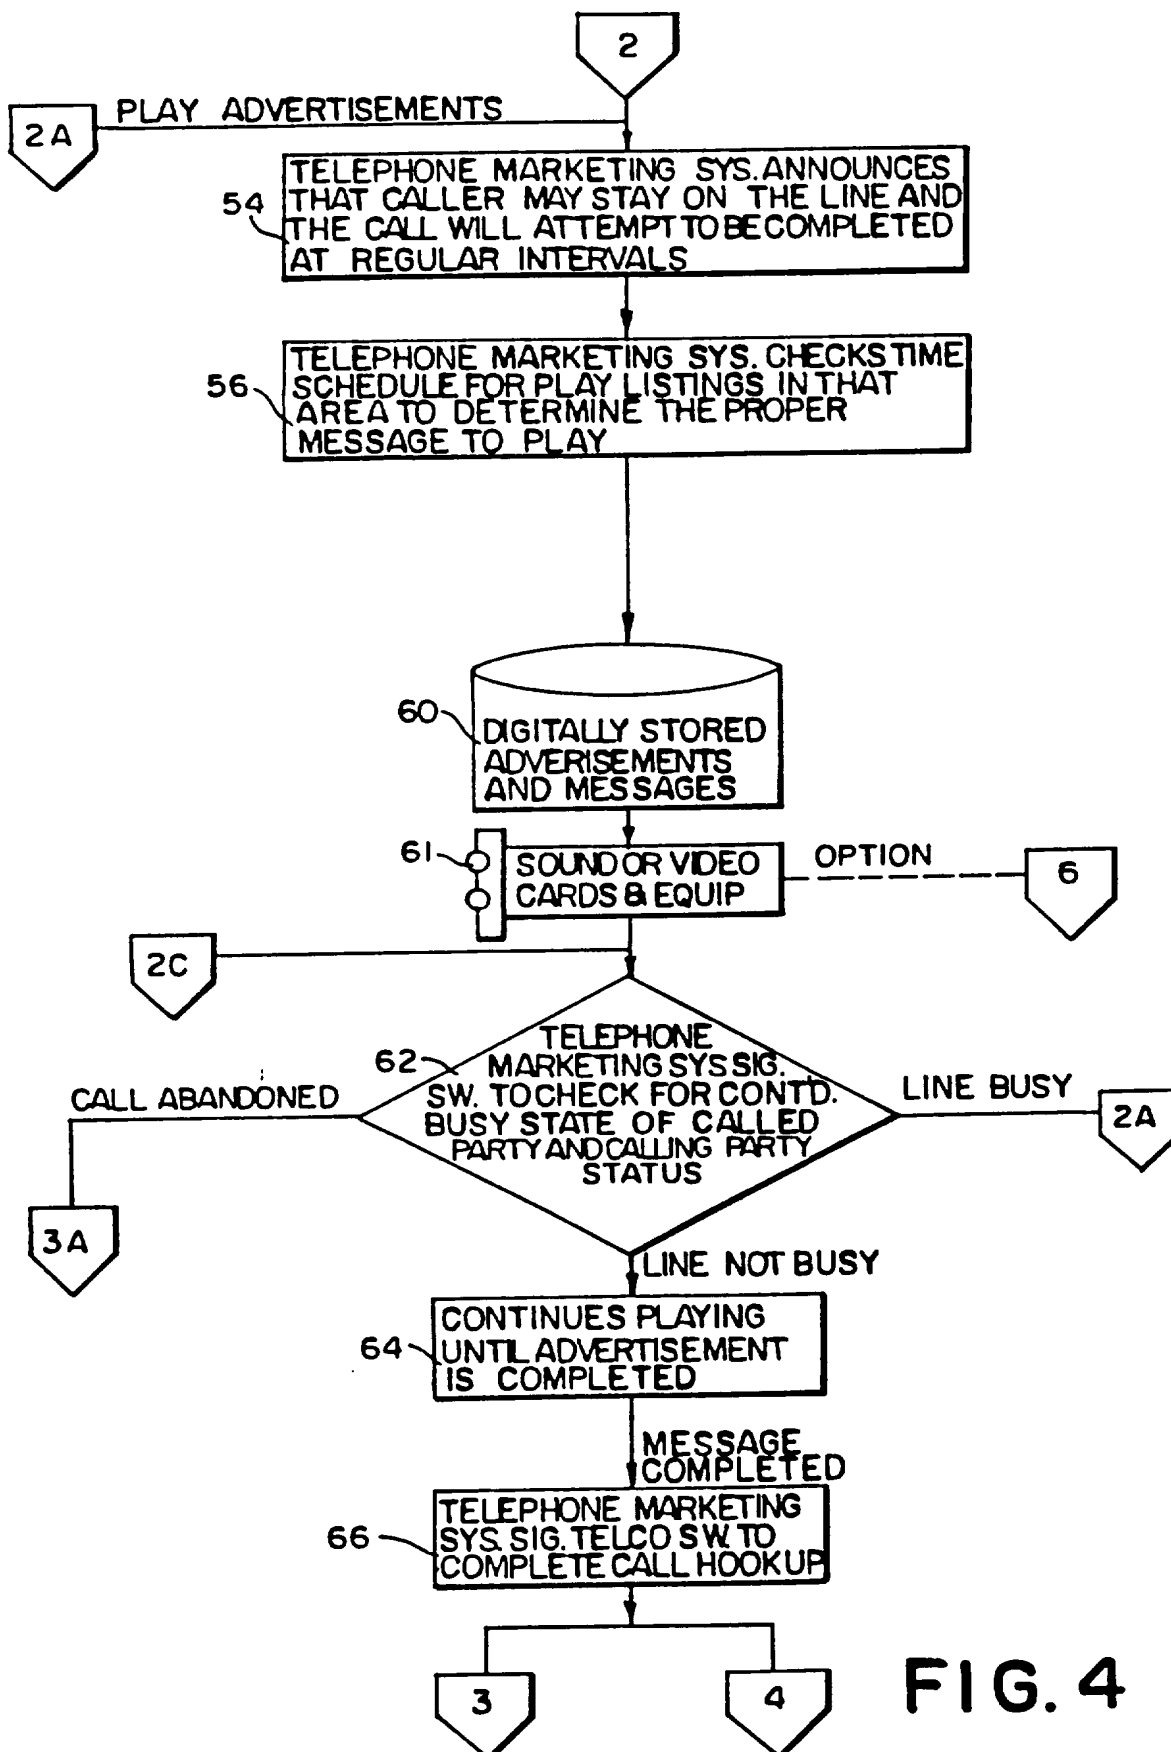 2
PLAY ADVERTISEMENTS
2A
TELEPHONE MARKETING SYS. ANNOUNCES
THAT CALLER MAY STAY ON THE LINE AND
THE CALL WILL ATTEMPT TO BE COMPLETED
AT REGULAR INTERVALS
54
TELEPHONE MARKETING SYS. CHECKS TIME
SCHEDULE FOR PLAY LISTINGS IN THAT
AREA TO DETERMINE THE PROPER
MESSAGE TO PLAY
56
60
DIGITALLY STORED
ADVERISEMENTS
AND MESSAGES
61
SOUND OR VIDEO
CARDS & EQUIP
OPTION
6
2C
62
TELEPHONE
MARKETING SYS SIG.
SW. TO CHECK FOR CONT'D.
BUSY STATE OF CALLED
PARTY AND CALLING PARTY
STATUS
CALL ABANDONED
LINE BUSY
2A
3A
LINE NOT BUSY
CONTINUES PLAYING
UNTIL ADVERTISEMENT
IS COMPLETED
64
MESSAGE
COMPLETED
TELEPHONE MARKETING
SYS. SIG. TELCO SW. TO
COMPLETE CALL HOOKUP
66
3
4
FIG. 4